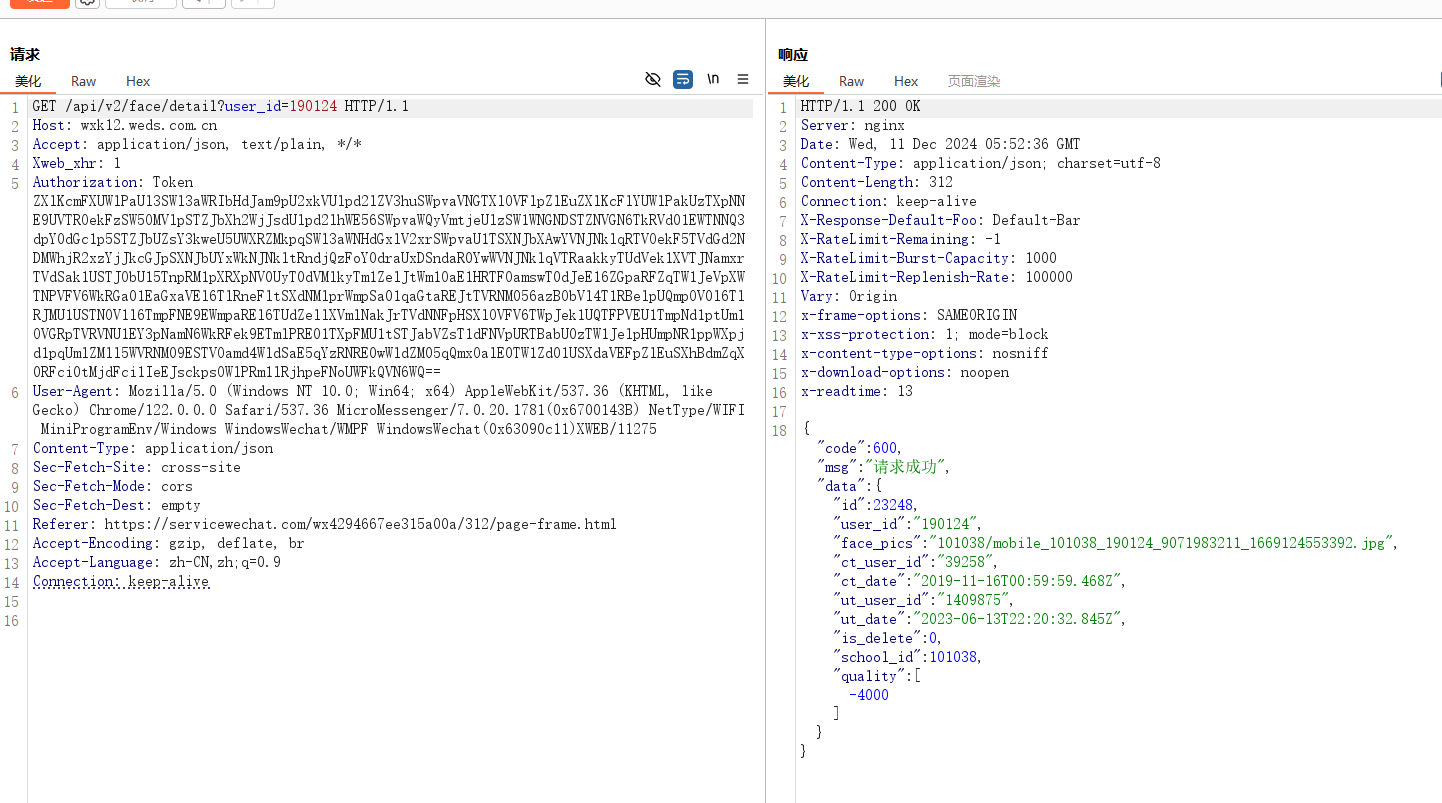 请求
美化 Raw Hex
\n
1 GET /api/v2/face/detail?user_id=190124 HTTP/1.1
2 Host: wxk12.weds.com.cn
3 Accept: application/json, text/plain, */*
4 Xweb_xhr: 1
5 Authorization: Token
6 User-Agent: Mozilla/5.0 (Windows NT 10.0; Win64; x64) AppleWebKit/537.36 (KHTML, like
Gecko) Chrome/122.0.0.0 Safari/537.36 MicroMessenger/7.0.20.1781(0x6700143B) NetType/WIFI
MiniProgramEnv/Windows WindowsWechat/WMPF WindowsWechat(0x63090c11)XWEB/11275
7 Content-Type: application/json
8 Sec-Fetch-Site: cross-site
9 Sec-Fetch-Mode: cors
10 Sec-Fetch-Dest: empty
11 Referer: https://servicewechat.com/wx4294667ee315a00a/312/page-frame.html
12 Accept-Encoding: gzip, deflate, br
13 Accept-Language: zh-CN,zh;q=0.9
14 Connection: keep-alive
15
16
响应
美化 Raw Hex 页面渲染
1 HTTP/1.1 200 OK
2 Server: nginx
3 Date: Wed, 11 Dec 2024 05:52:36 GMT
4 Content-Type: application/json; charset=utf-8
5 Content-Length: 312
6 Connection: keep-alive
7 X-Response-Default-Foo: Default-Bar
8 X-RateLimit-Remaining: -1
9 X-RateLimit-Burst-Capacity: 1000
10 X-RateLimit-Replenish-Rate: 100000
11 Vary: Origin
12 x-frame-options: SAMEORIGIN
13 x-xss-protection: 1; mode=block
14 x-content-type-options: nosniff
15 x-download-options: noopen
16 x-readtime: 13
17
18 {
"code":600,
"msg":"请求成功",
"data":{
"id":23248,
"user_id":"190124",
"face_pics":"101038/mobile_101038_190124_9071983211_1669124553392.jpg",
"ct_user_id":"39258",
"ct_date":"2019-11-16T00:59:59.468Z",
"ut_user_id":"1409875",
"ut_date":"2023-06-13T22:20:32.845Z",
"is_delete":0,
"school_id":101038,
"quality":[
-4000
]
}
}